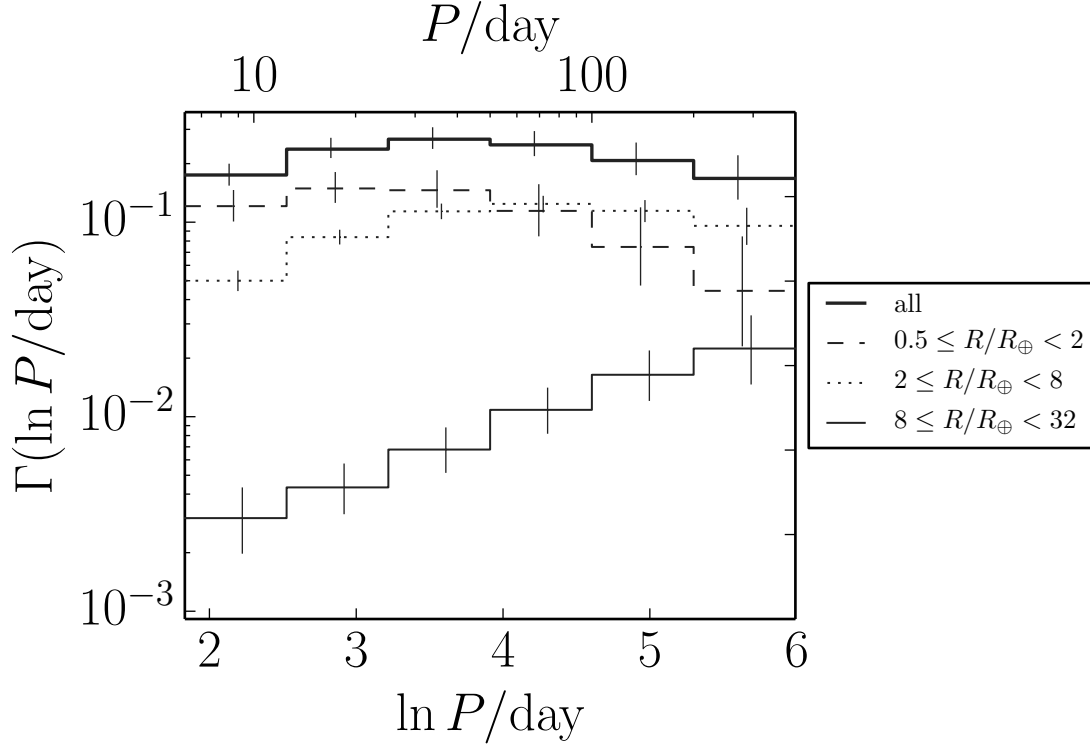 P/day
10 100
Γ(ln P/day)
10⁻¹
10⁻²
10⁻³
2 3 4 5 6
ln P/day
all
0.5 ≤ R/R⊕ < 2
2 ≤ R/R⊕ < 8
8 ≤ R/R⊕ < 32